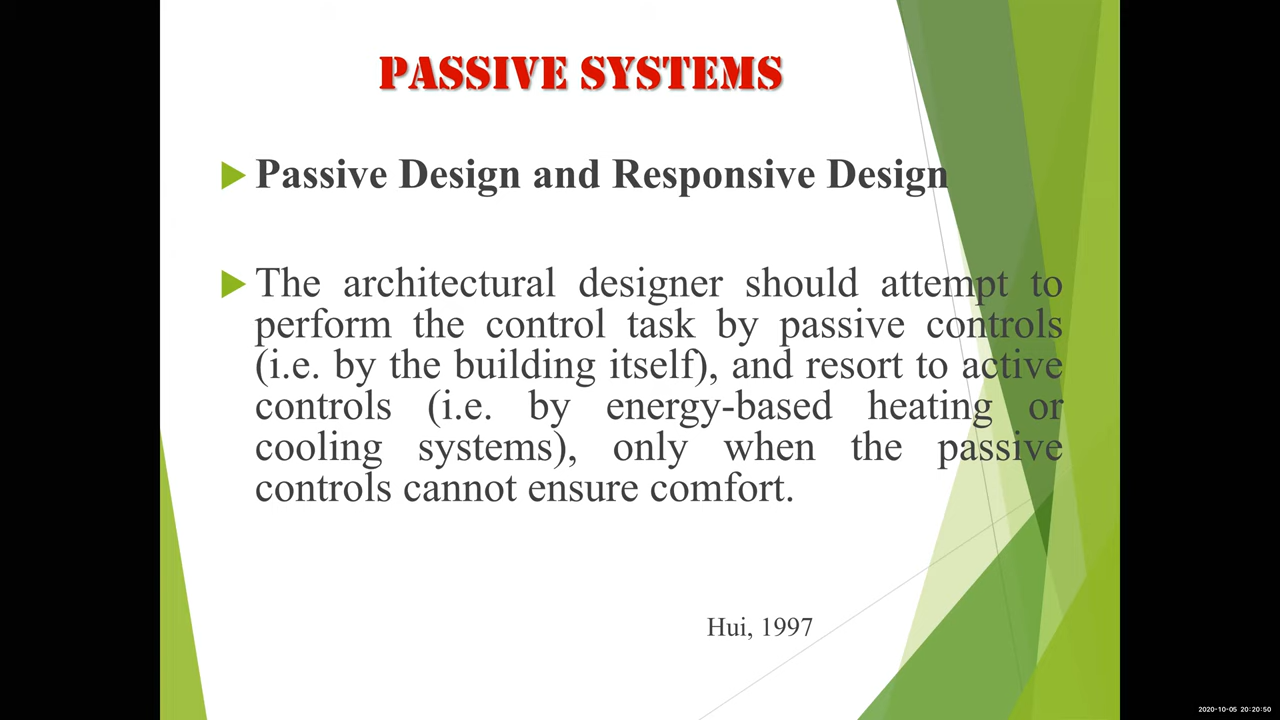 PASSIVE SYSTEMS
Passive Design and Responsive Design
The architectural designer should attempt to
perform the control task by passive controls
(i.e. by the building itself), and resort to active
controls (i.e. by energy-based heating or
cooling systems), only when the passive
controls cannot ensure comfort.
Hui, 1997
2020-10-05 20:20:50